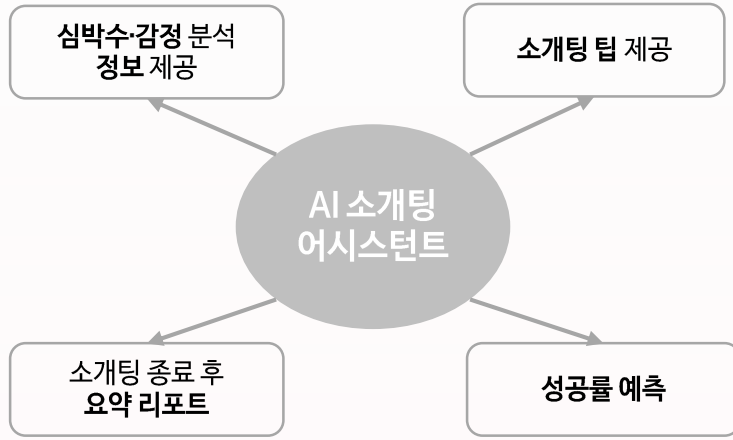 심박수·감정 분석
정보 제공
소개팅 팁 제공
AI 소개팅
어시스턴트
소개팅 종료 후
요약 리포트
성공률 예측